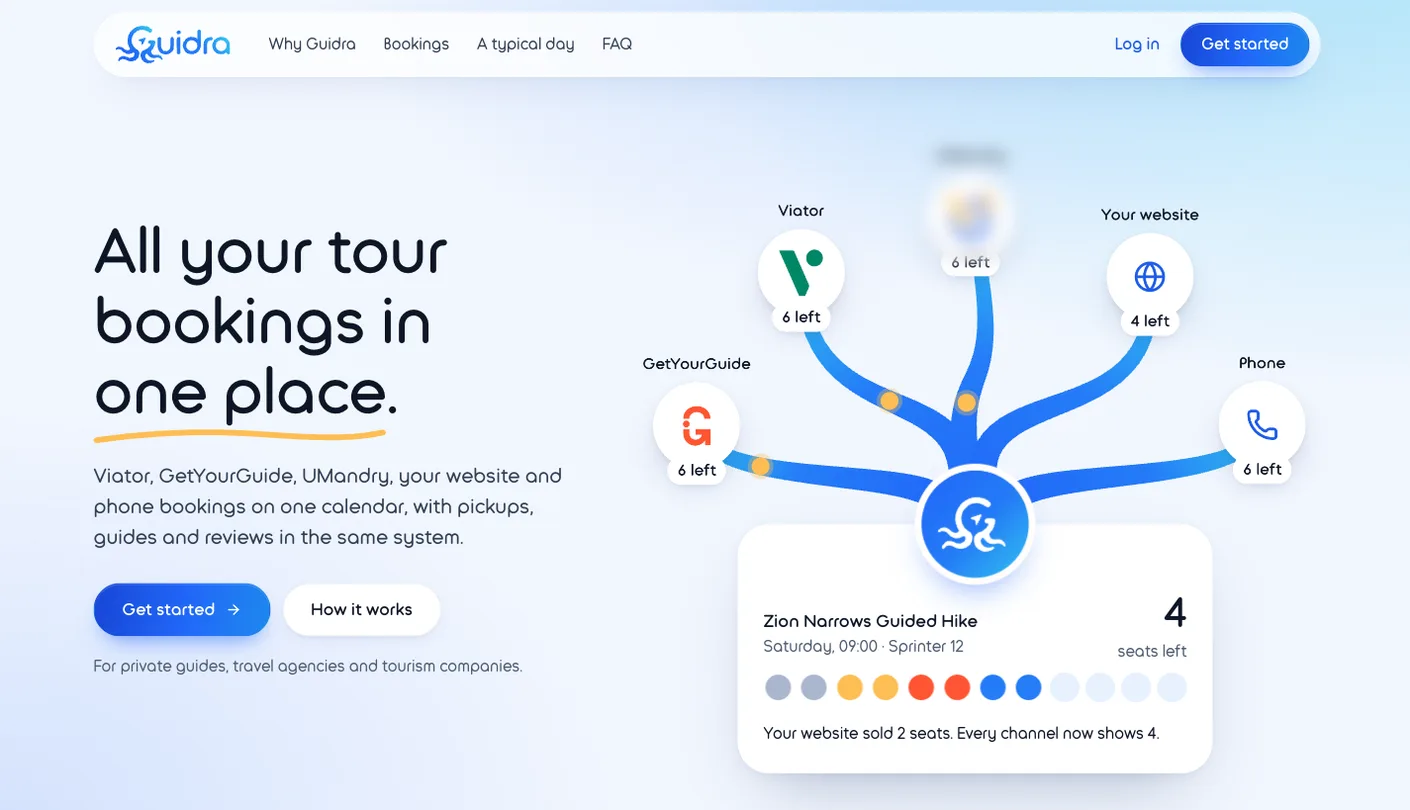 Guidra
Why Guidra
Bookings
A typical day
FAQ
Log in
Get started
All your tour
bookings in
one place.
Viator, GetYourGuide, UMandry, your website and
phone bookings on one calendar, with pickups,
guides and reviews in the same system.
Get started →
How it works
For private guides, travel agencies and tourism companies.
GetYourGuide
6 left
Viator
6 left
6 left
Your website
4 left
Phone
6 left
Zion Narrows Guided Hike
Saturday, 09:00 · Sprinter 12
4
seats left
Your website sold 2 seats. Every channel now shows 4.